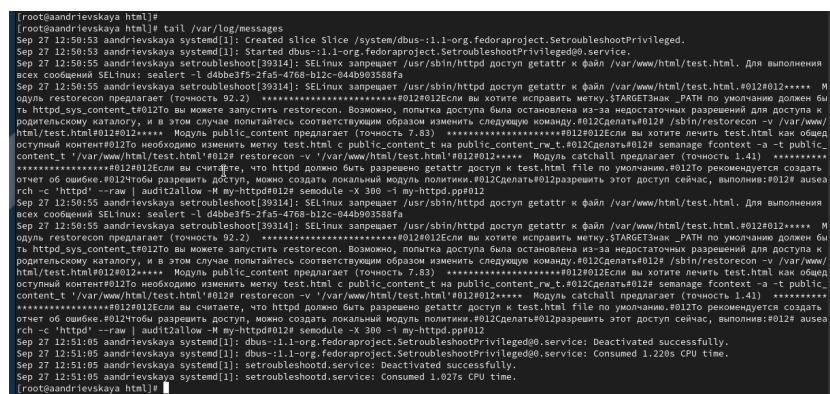 [root@aandrievskaya html]#
[root@aandrievskaya html]# tail /var/log/messages
Sep 27 12:50:53 aandrievskaya systemd[1]: Created slice Slice /system/dbus-:1.1-org.fedoraproject.SetroubleshootPrivileged.
Sep 27 12:50:53 aandrievskaya systemd[1]: Started dbus-:1.1-org.fedoraproject.SetroubleshootPrivileged@0.service.
Sep 27 12:50:55 aandrievskaya setroubleshoot[39314]: SELinux запрещает /usr/sbin/httpd доступ getattr к файл /var/www/html/test.html. Для выполнения
всех сообщений SELinux: sealert -l d4bbe3f5-2fa5-4768-b12c-044b903588fa
Sep 27 12:50:55 aandrievskaya setroubleshoot[39314]: SELinux запрещает /usr/sbin/httpd доступ getattr к файл /var/www/html/test.html.#012#012***** М
одуль restorecon предлагает (точность 92.2) ************************#012#012Если вы хотите исправить метку.$TARGETЗнак _PATH по умолчанию должен бы
ть httpd_sys_content_t#012То вы можете запустить restorecon. Возможно, попытка доступа была остановлена из-за недостаточных разрешений для доступа к
родительскому каталогу, и в этом случае попытайтесь соответствующим образом изменить следующую команду.#012Сделать#012# /sbin/restorecon -v /var/www/
html/test.html#012#012***** Модуль public_content предлагает (точность 7.83) *********************#012#012Если вы хотите лечить test.html как общед
оступный контент#012То необходимо изменить метку test.html с public_content_t на public_content_rw_t.#012Сделать#012# semanage fcontext -a -t public_
content_t '/var/www/html/test.html'#012# restorecon -v '/var/www/html/test.html'#012#012***** Модуль catchall предлагает (точность 1.41) **********
*****************#012#012Если вы считаете, что httpd должно быть разрешено getattr доступ к test.html file по умолчанию.#012То рекомендуется создать
отчет об ошибке.#012Чтобы разрешить доступ, можно создать локальный модуль политики.#012Сделать#012разрешить этот доступ сейчас, выполнив:#012# ausea
rch -c 'httpd' --raw | audit2allow -M my-httpd#012# semodule -X 300 -i my-httpd.pp#012
Sep 27 12:50:55 aandrievskaya setroubleshoot[39314]: SELinux запрещает /usr/sbin/httpd доступ getattr к файл /var/www/html/test.html. Для выполнения
всех сообщений SELinux: sealert -l d4bbe3f5-2fa5-4768-b12c-044b903588fa
Sep 27 12:50:55 aandrievskaya setroubleshoot[39314]: SELinux запрещает /usr/sbin/httpd доступ getattr к файл /var/www/html/test.html.#012#012***** М
одуль restorecon предлагает (точность 92.2) ************************#012#012Если вы хотите исправить метку.$TARGETЗнак _PATH по умолчанию должен бы
ть httpd_sys_content_t#012То вы можете запустить restorecon. Возможно, попытка доступа была остановлена из-за недостаточных разрешений для доступа к
родительскому каталогу, и в этом случае попытайтесь соответствующим образом изменить следующую команду.#012Сделать#012# /sbin/restorecon -v /var/www/
html/test.html#012#012***** Модуль public_content предлагает (точность 7.83) *********************#012#012Если вы хотите лечить test.html как общед
оступный контент#012То необходимо изменить метку test.html с public_content_t на public_content_rw_t.#012Сделать#012# semanage fcontext -a -t public_
content_t '/var/www/html/test.html'#012# restorecon -v '/var/www/html/test.html'#012#012***** Модуль catchall предлагает (точность 1.41) **********
*****************#012#012Если вы считаете, что httpd должно быть разрешено getattr доступ к test.html file по умолчанию.#012То рекомендуется создать
отчет об ошибке.#012Чтобы разрешить доступ, можно создать локальный модуль политики.#012Сделать#012разрешить этот доступ сейчас, выполнив:#012# ausea
rch -c 'httpd' --raw | audit2allow -M my-httpd#012# semodule -X 300 -i my-httpd.pp#012
Sep 27 12:51:05 aandrievskaya systemd[1]: dbus-:1.1-org.fedoraproject.SetroubleshootPrivileged@0.service: Deactivated successfully.
Sep 27 12:51:05 aandrievskaya systemd[1]: dbus-:1.1-org.fedoraproject.SetroubleshootPrivileged@0.service: Consumed 1.220s CPU time.
Sep 27 12:51:05 aandrievskaya systemd[1]: setroubleshootd.service: Deactivated successfully.
Sep 27 12:51:05 aandrievskaya systemd[1]: setroubleshootd.service: Consumed 1.027s CPU time.
[root@aandrievskaya html]#